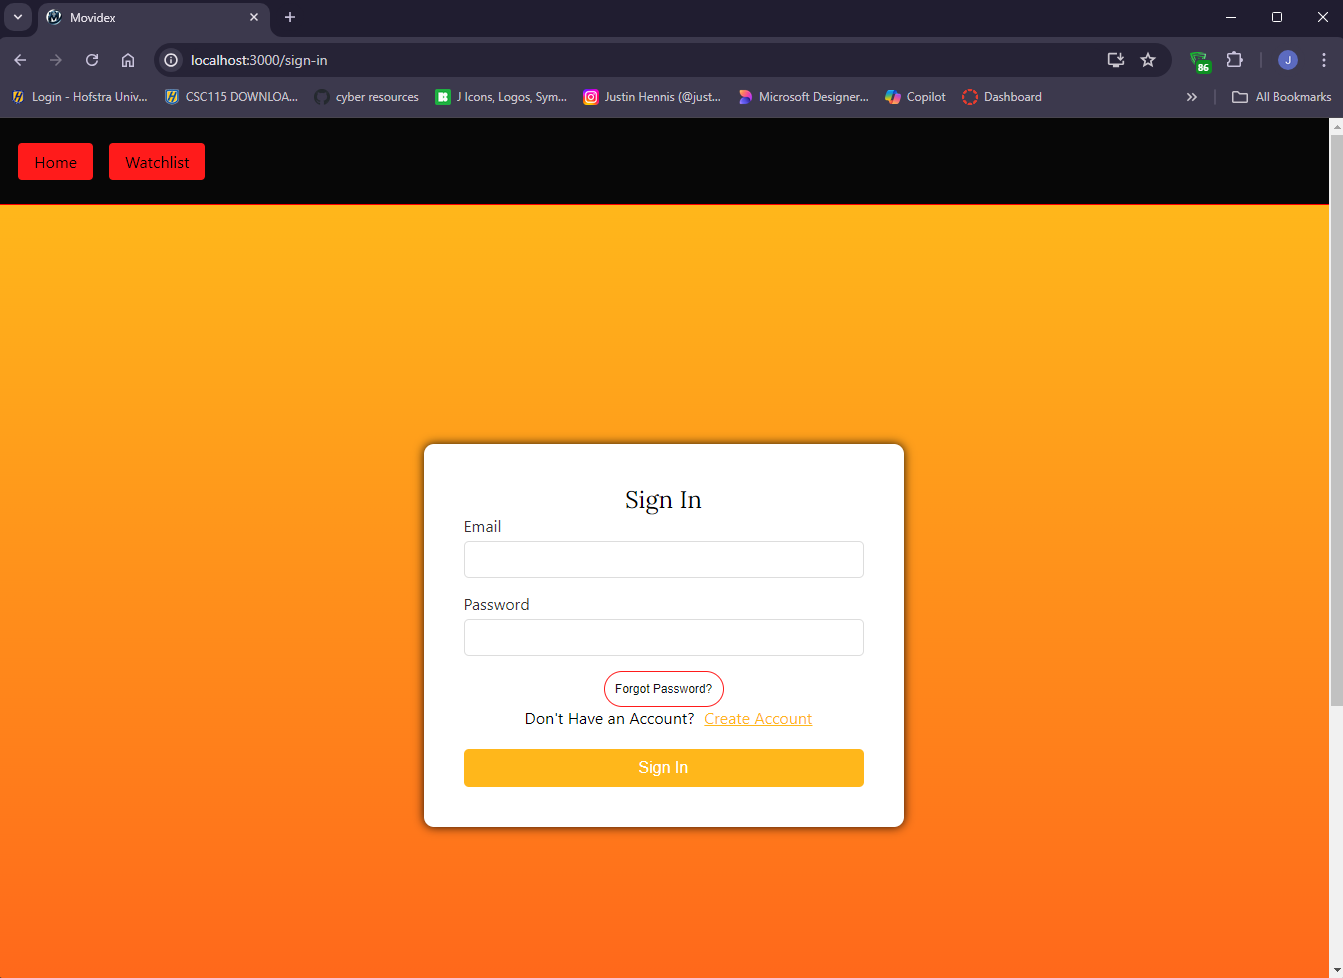 Movidex
localhost:3000/sign-in
86
J
Login - Hofstra Univ...
CSC115 DOWNLOA...
cyber resources
J Icons, Logos, Sym...
Justin Hennis (@just...
Microsoft Designer...
Copilot
Dashboard
All Bookmarks
Home
Watchlist
Sign In
Email
Password
Forgot Password?
Don't Have an Account? Create Account
Sign In